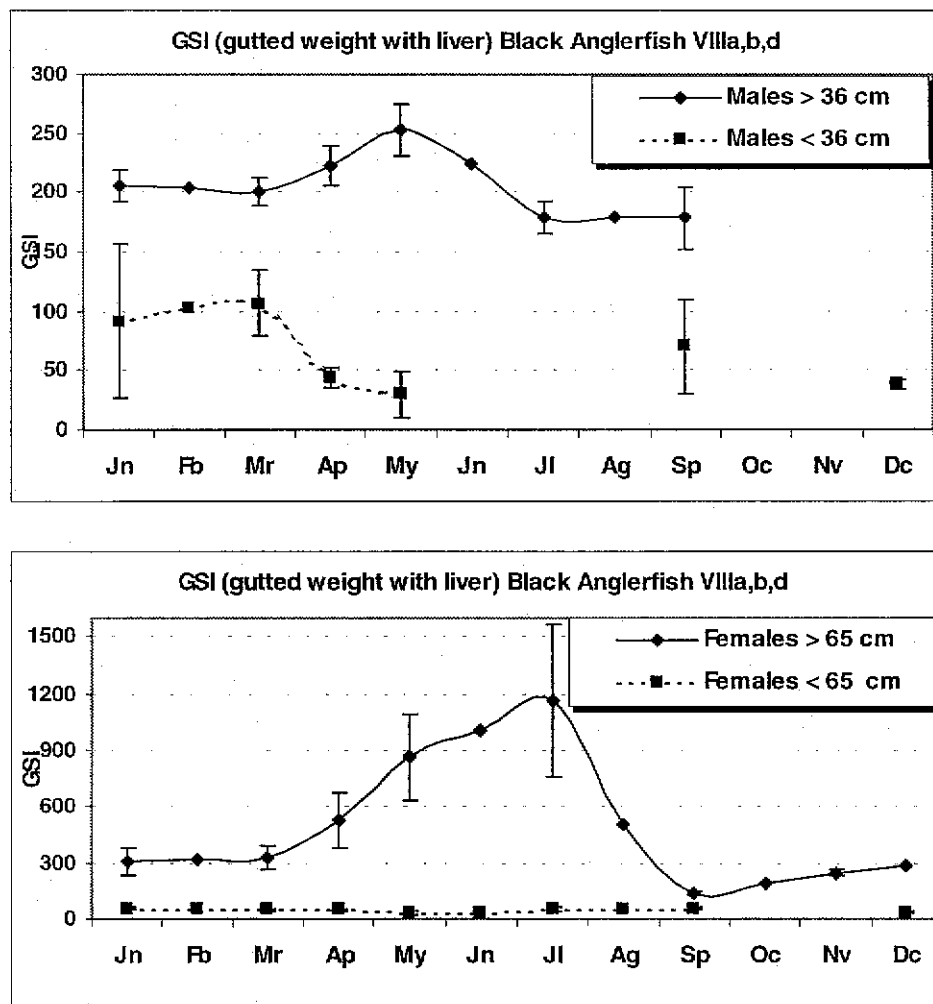 GSI (gutted weight with liver) Black Anglerfish VIIIa,b,d
300
250
200
150
100
50
0
GSI
Males > 36 cm
Males < 36 cm
Jn Fb Mr Ap My Jn Jl Ag Sp Oc Nv Dc
GSI (gutted weight with liver) Black Anglerfish VIIIa,b,d
1500
1200
900
600
300
0
GSI
Females > 65 cm
Females < 65 cm
Jn Fb Mr Ap My Jn Jl Ag Sp Oc Nv Dc